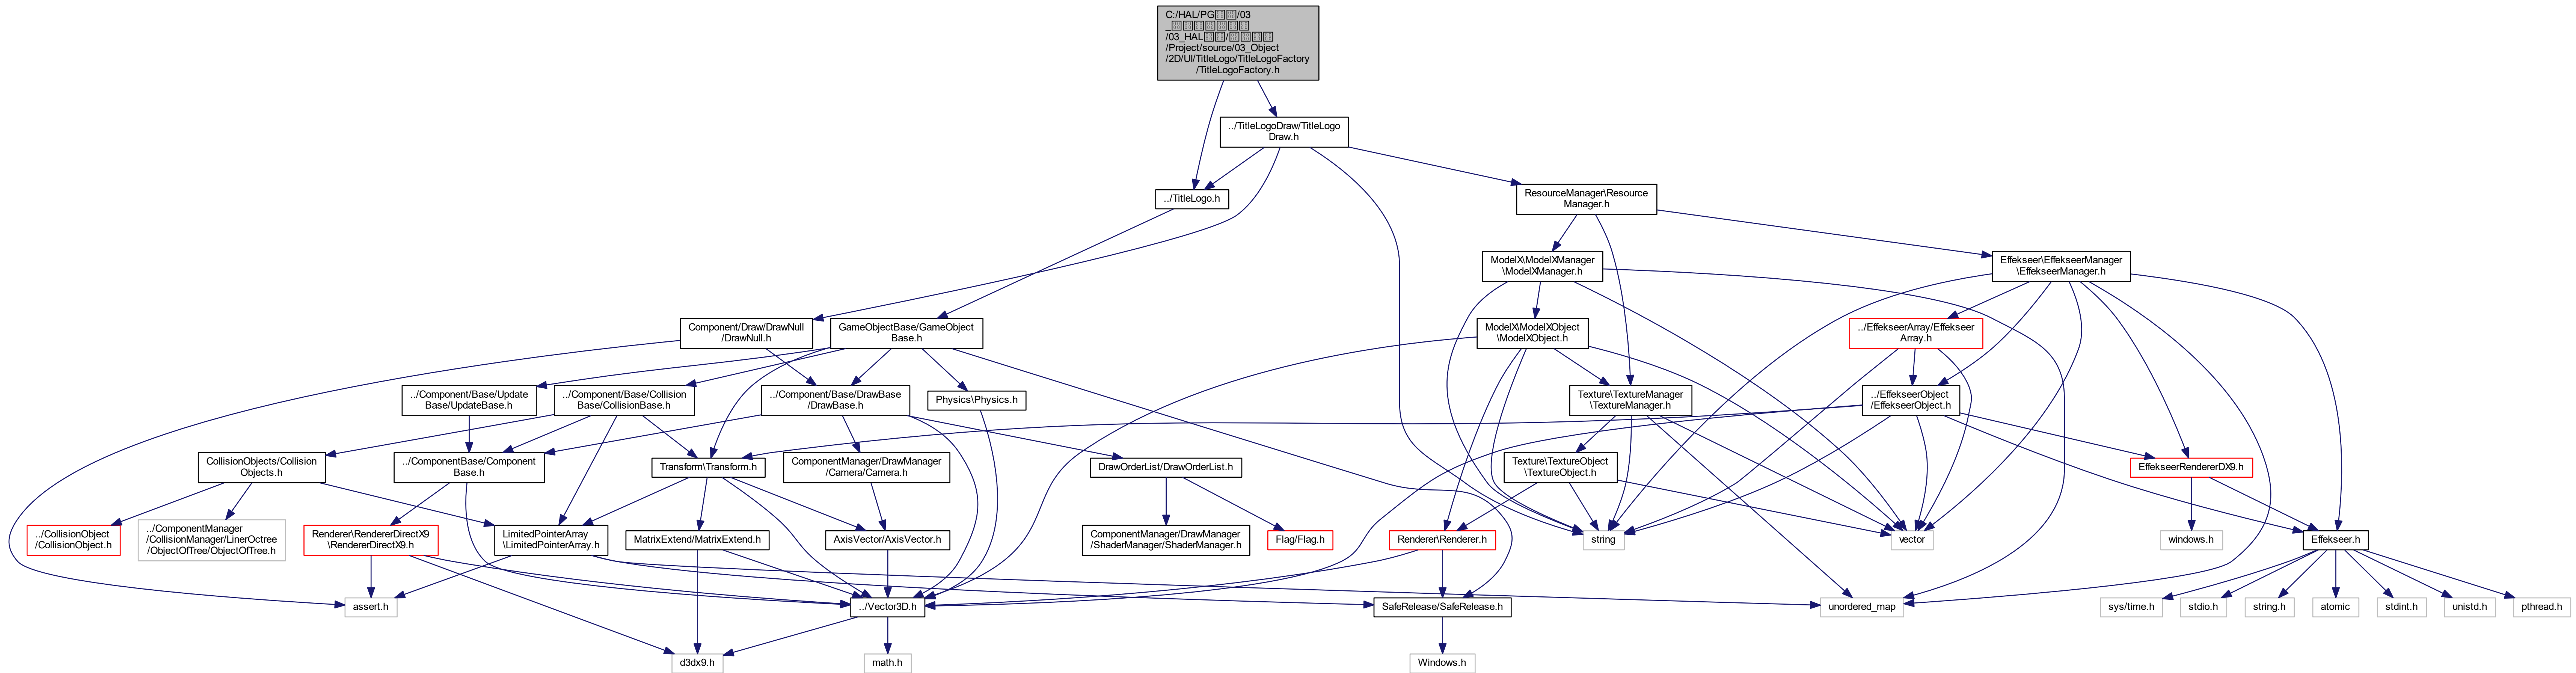 C:/HAL/PG
/03
_
/03_HAL
/
/Project/source/03_Object
/2D/UI/TitleLogo/TitleLogoFactory
/TitleLogoFactory.h
../TitleLogoDraw/TitleLogo
Draw.h
../TitleLogo.h
ResourceManager\Resource
Manager.h
ModelX\ModelXManager
\ModelXManager.h
Effekseer\EffekseerManager
\EffekseerManager.h
Component/Draw/DrawNull
/DrawNull.h
GameObjectBase/GameObject
Base.h
ModelX\ModelXObject
\ModelXObject.h
../EffekseerArray/Effekseer
Array.h
../Component/Base/Update
Base/UpdateBase.h
../Component/Base/Collision
Base/CollisionBase.h
../Component/Base/DrawBase
/DrawBase.h
Physics\Physics.h
Texture\TextureManager
\TextureManager.h
../EffekseerObject
/EffekseerObject.h
CollisionObjects/Collision
Objects.h
../ComponentBase/Component
Base.h
Transform\Transform.h
ComponentManager/DrawManager
/Camera/Camera.h
DrawOrderList/DrawOrderList.h
Texture\TextureObject
\TextureObject.h
EffekseerRendererDX9.h
../CollisionObject
/CollisionObject.h
../ComponentManager
/CollisionManager/LinerOctree
/ObjectOfTree/ObjectOfTree.h
Renderer\RendererDirectX9
\RendererDirectX9.h
LimitedPointerArray
\LimitedPointerArray.h
MatrixExtend/MatrixExtend.h
AxisVector/AxisVector.h
ComponentManager/DrawManager
/ShaderManager/ShaderManager.h
Flag/Flag.h
Renderer\Renderer.h
string
vector
windows.h
Effekseer.h
assert.h
../Vector3D.h
SafeRelease/SafeRelease.h
unordered_map
sys/time.h
stdio.h
string.h
atomic
stdint.h
unistd.h
pthread.h
d3dx9.h
math.h
Windows.h